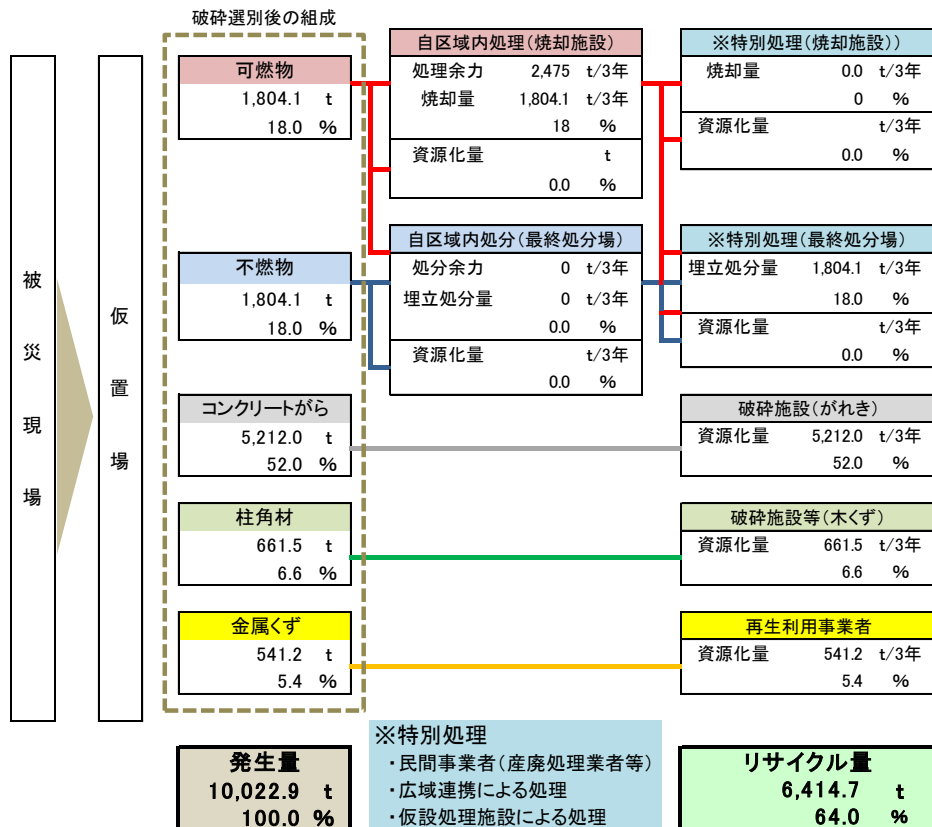 破砕選別後の組成
被災現場
仮置場
可燃物
1,804.1 t
18.0 %
不燃物
1,804.1 t
18.0 %
コンクリートがら
5,212.0 t
52.0 %
柱角材
661.5 t
6.6 %
金属くず
541.2 t
5.4 %
自区域内処理(焼却施設)
処理余力 2,475 t/3年
焼却量 1,804.1 t/3年
18 %
資源化量 t
0.0 %
自区域内処分(最終処分場)
処分余力 0 t/3年
埋立処分量 0 t/3年
0.0 %
資源化量 t/3年
0.0 %
※特別処理(焼却施設))
焼却量 0.0 t/3年
0 %
資源化量 t/3年
0.0 %
※特別処理(最終処分場)
埋立処分量 1,804.1 t/3年
18.0 %
資源化量 t/3年
0.0 %
破砕施設(がれき)
資源化量 5,212.0 t/3年
52.0 %
破砕施設等(木くず)
資源化量 661.5 t/3年
6.6 %
再生利用事業者
資源化量 541.2 t/3年
5.4 %
発生量
10,022.9 t
100.0 %
※特別処理
・民間事業者(産廃処理業者等)
・広域連携による処理
・仮設処理施設による処理
リサイクル量
6,414.7 t
64.0 %